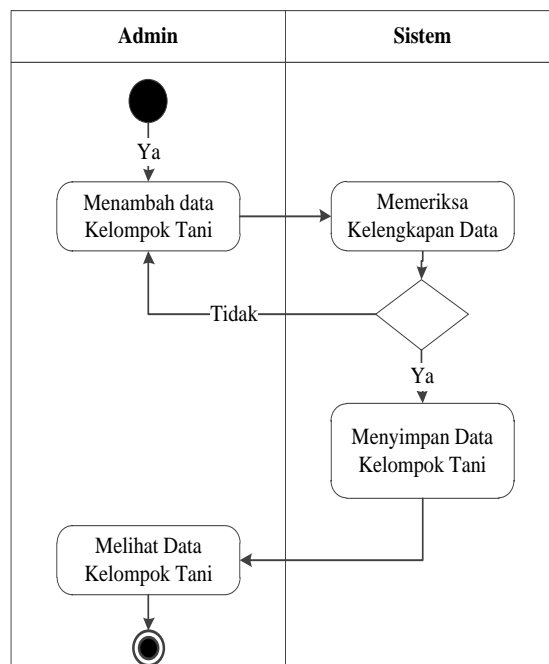 Admin
Sistem
Ya
Menambah data
Kelompok Tani
Memeriksa
Kelengkapan Data
Tidak
Ya
Menyimpan Data
Kelompok Tani
Melihat Data
Kelompok Tani